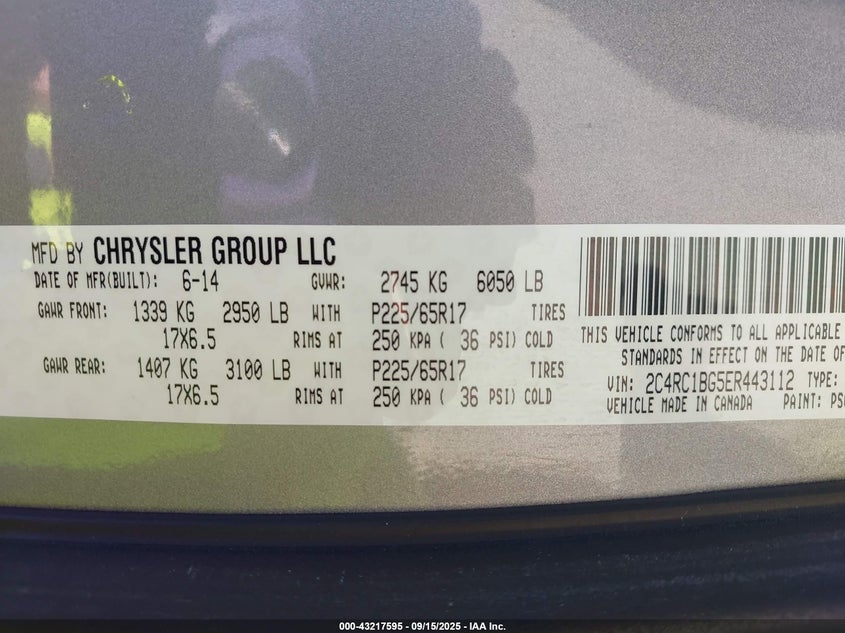 MFD BY CHRYSLER GROUP LLC
DATE OF MFR(BUILT): 6-14 GVWR: 2745 KG 6050 LB
GAWR FRONT: 1339 KG 2950 LB WITH P225/65R17 TIRES
17X6.5 RIMS AT 250 KPA ( 36 PSI) COLD
GAWR REAR: 1407 KG 3100 LB WITH P225/65R17 TIRES
17X6.5 RIMS AT 250 KPA ( 36 PSI) COLD
THIS VEHICLE CONFORMS TO ALL APPLICABLE
STANDARDS IN EFFECT ON THE DATE OF
VIN: 2C4RC1BG5ER443112 TYPE:
VEHICLE MADE IN CANADA PAINT:
000-43217595 - 09/15/2025 - IAA Inc.